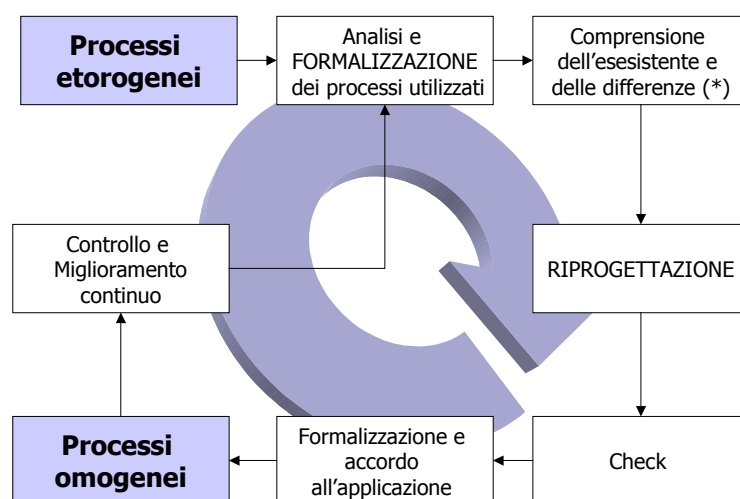 Processi
etorogenei
Analisi e
FORMALIZZAZIONE
dei processi utilizzati
Comprensione
dell'esesistente e
delle differenze (*)
Controllo e
Miglioramento
continuo
RIPROGETTAZIONE
Processi
omogenei
Formalizzazione e
accordo
all'applicazione
Check